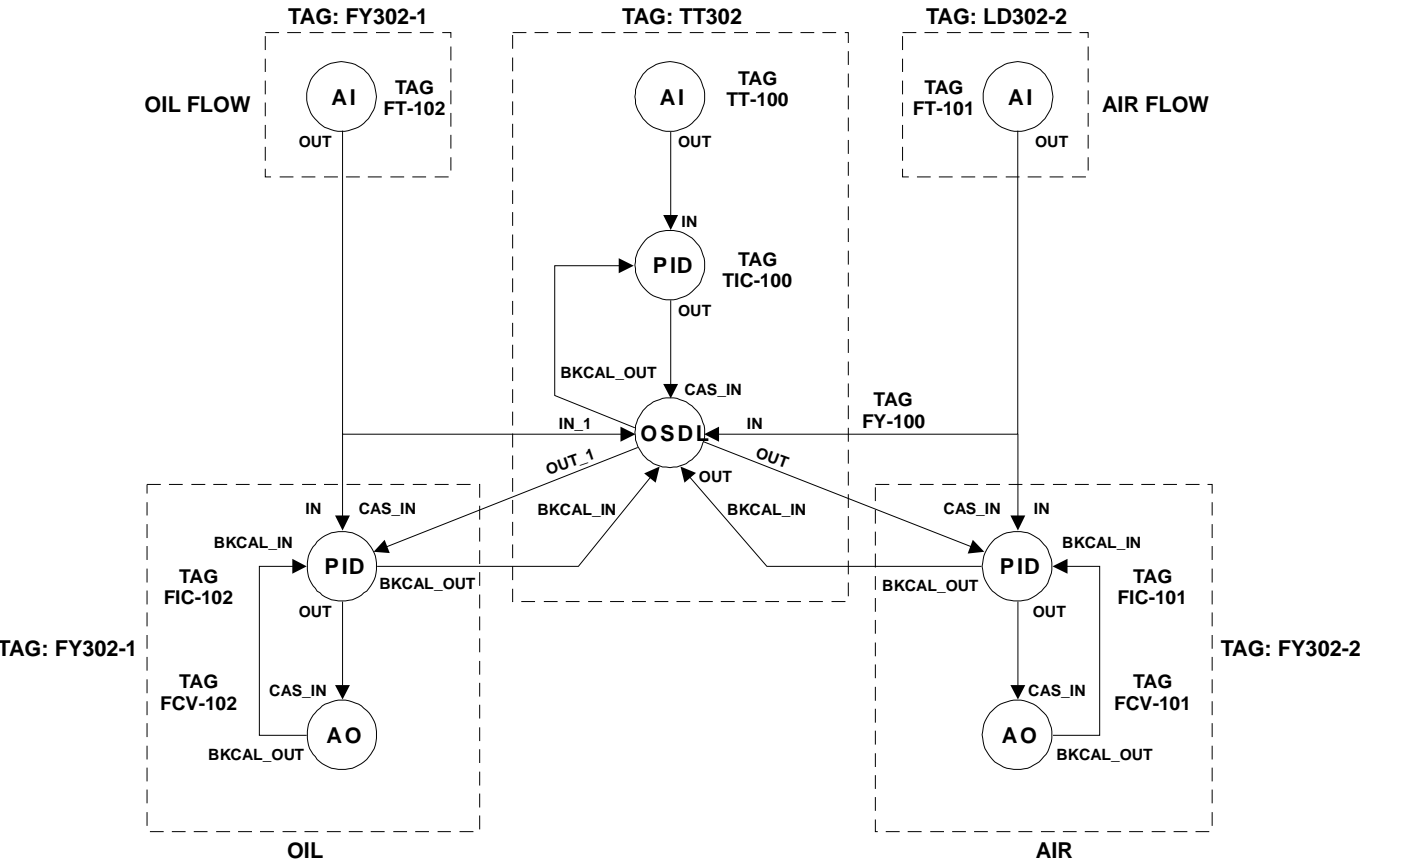 TAG: FY302-1
TAG: TT302
TAG: LD302-2
OIL FLOW
AI
TAG
FT-102
OUT
AI
TAG
TT-100
OUT
TAG
FT-101
AI
OUT
AIR FLOW
IN
PID
TAG
TIC-100
OUT
BKCAL_OUT
CAS_IN
TAG
FY-100
IN_1
OSDL
IN
OUT_1
OUT
OUT
BKCAL_IN
BKCAL_IN
IN
CAS_IN
BKCAL_IN
PID
TAG
FIC-102
BKCAL_OUT
OUT
CAS_IN
IN
BKCAL_IN
PID
BKCAL_OUT
TAG
FIC-101
OUT
TAG: FY302-1
TAG
FCV-102
CAS_IN
AO
BKCAL_OUT
TAG: FY302-2
CAS_IN
TAG
FCV-101
AO
BKCAL_OUT
OIL
AIR